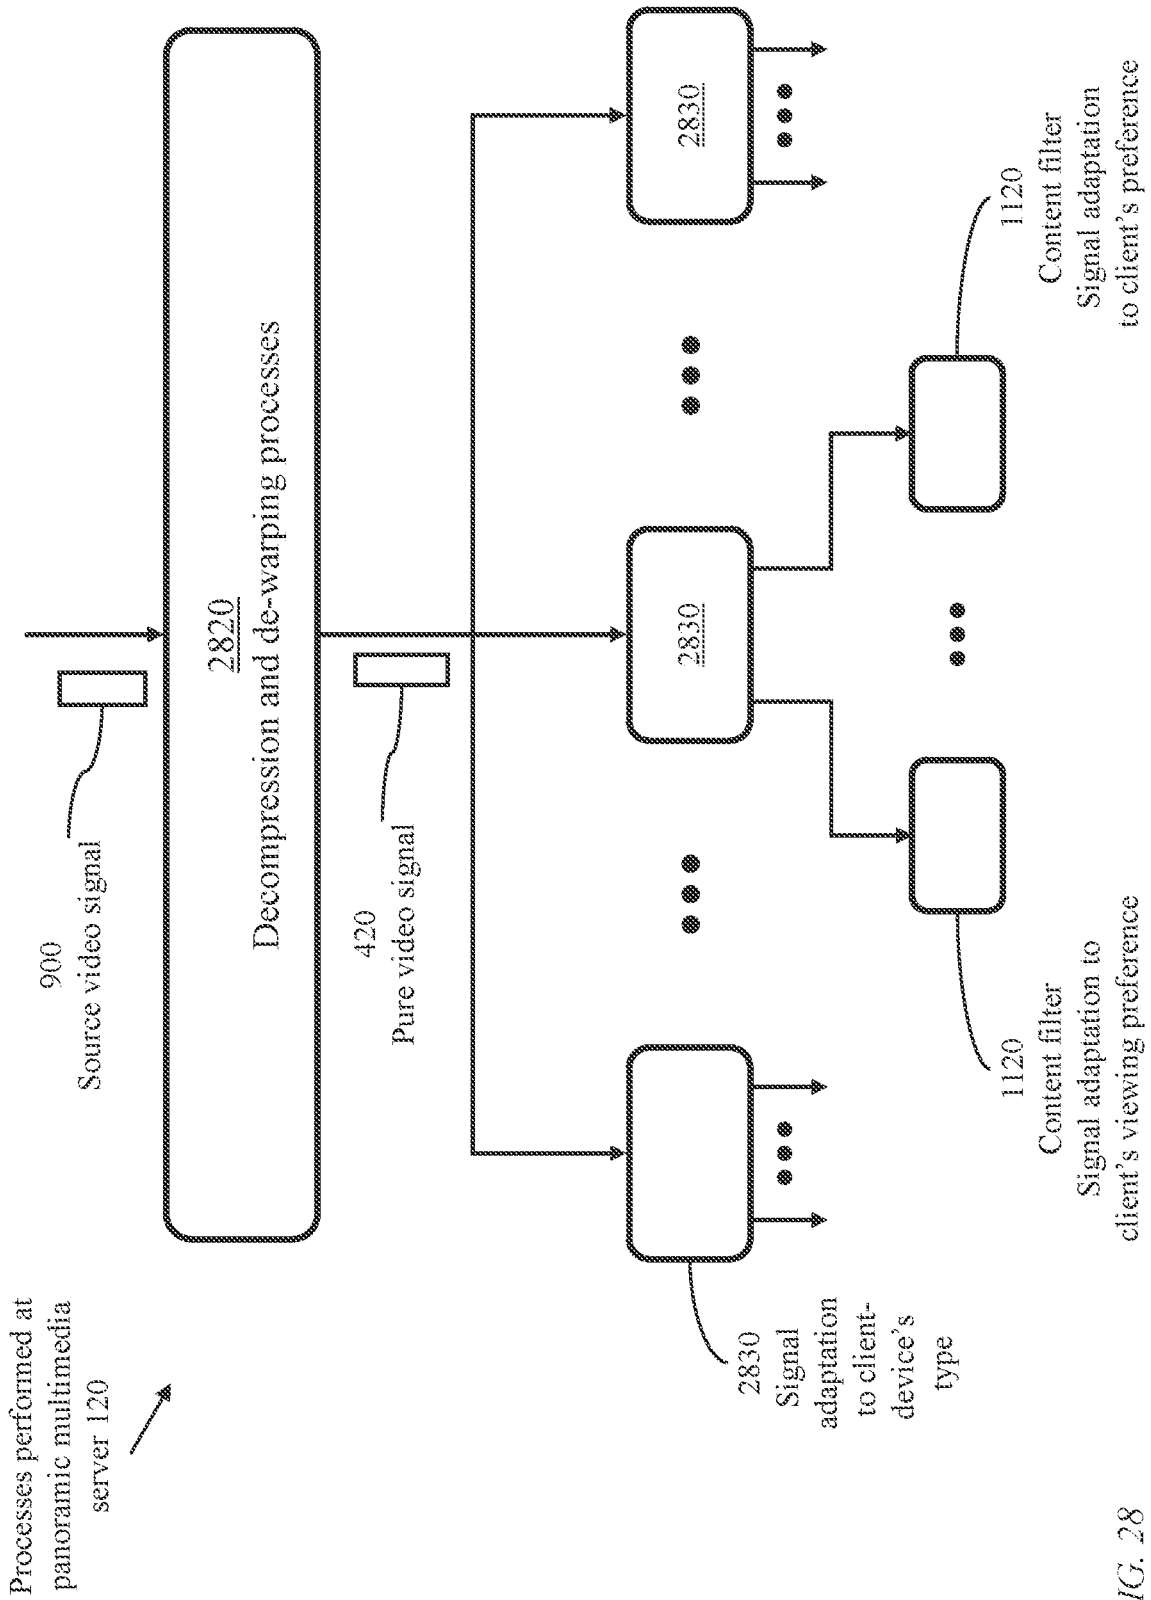 Processes performed at
panoramic multimedia
server 120
900
Source video signal
2820
Decompression and de-warping processes
420
Pure video signal
2830
Signal
adaptation
to client-
device's
type
2830
2830
1120
Content filter
Signal adaptation to
client's viewing preference
1120
Content filter
Signal adaptation
to client's preference
IG. 28